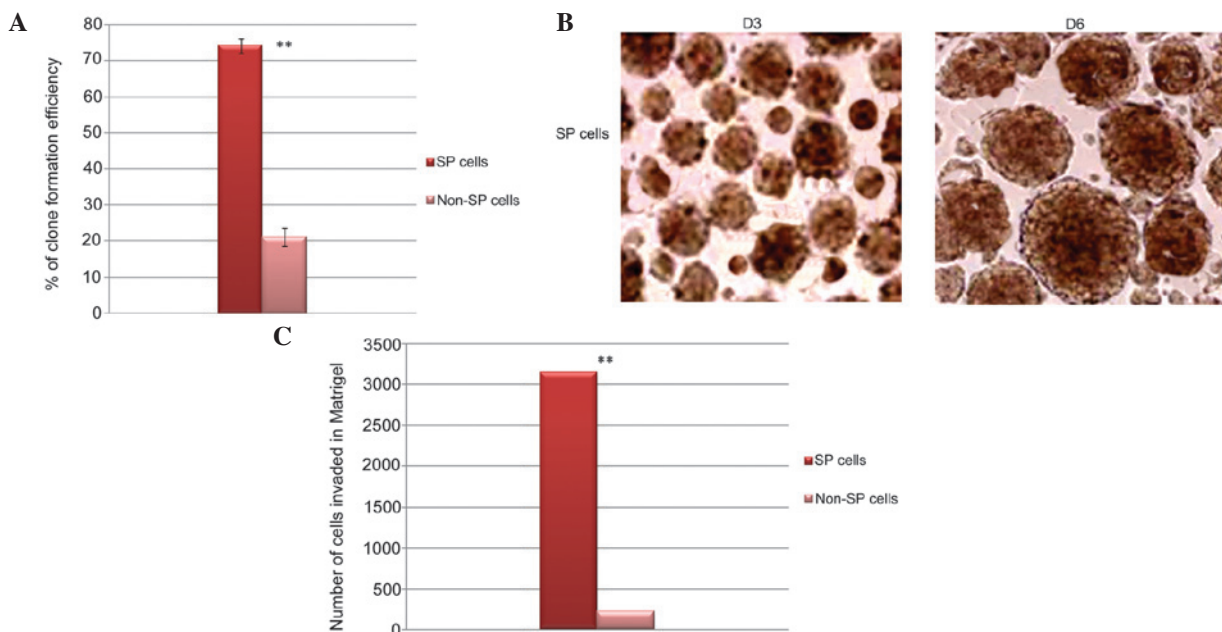 A
% of clone formation efficiency
80
70
60
50
40
30
20
10
0
**
SP cells
Non-SP cells
B
D3
D6
SP cells
C
Number of cells invaded in Matrigel
3500
3000
2500
2000
1500
1000
500
0
**
SP cells
Non-SP cells